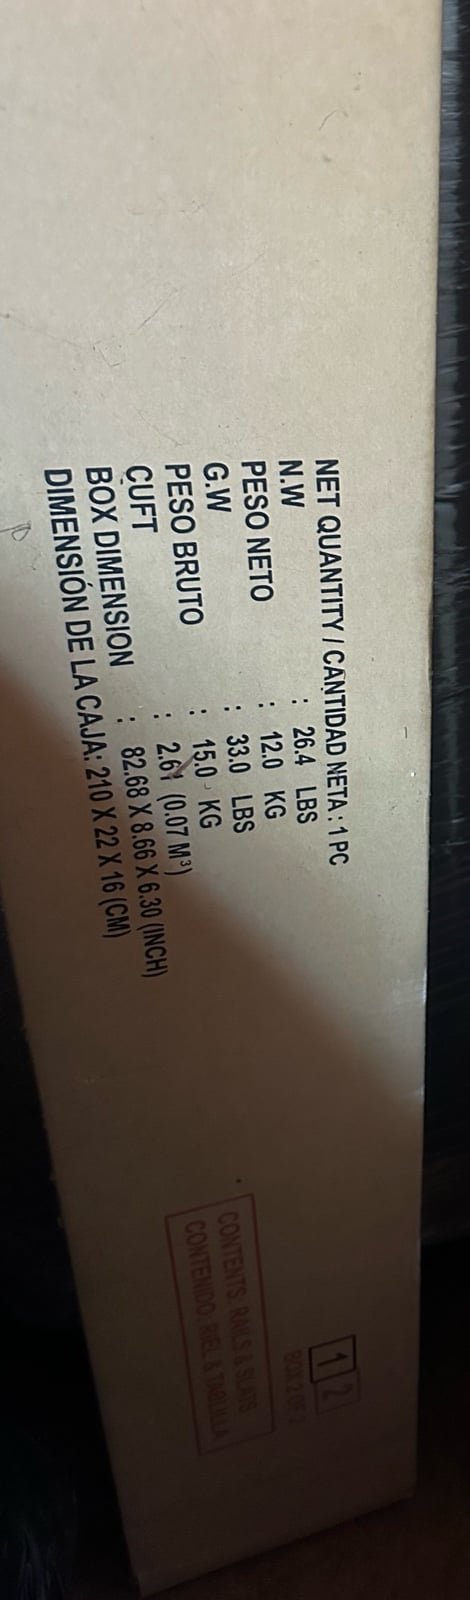 NET QUANTITY / CANTIDAD NETA : 1 PC
N.W : 26.4 LBS
PESO NETO : 12.0 KG
G.W : 33.0 LBS
PESO BRUTO : 15.0 KG
CUFT : 2.61 (0.07 M³)
BOX DIMENSION : 82.68 X 8.66 X 6.30 (INCH)
DIMENSIÓN DE LA CAJA: 210 X 22 X 16 (CM)
1 2
BOX 2 OF 2
CONTENTS: RAILS & SLATS
CONTENIDO: RIEL & TABLILLA